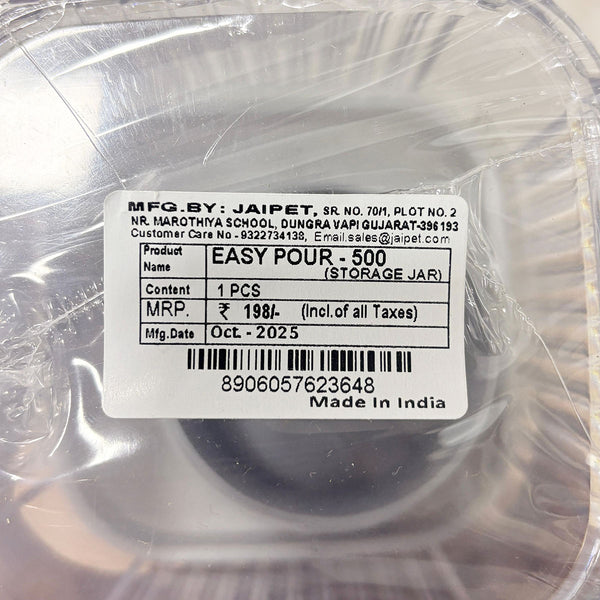 MFG.BY: JAIPET, SR. NO. 70/1, PLOT NO. 2
NR. MAROTHIYA SCHOOL, DUNGRA VAPI GUJARAT-396193
Customer Care No - 9322734138, Email.sales@jaipet.com
Product Name EASY POUR - 500
(STORAGE JAR)
Content 1 PCS
MRP. ₹ 198/- (Incl.of all Taxes)
Mfg.Date Oct. - 2025
8906057623648
Made In India